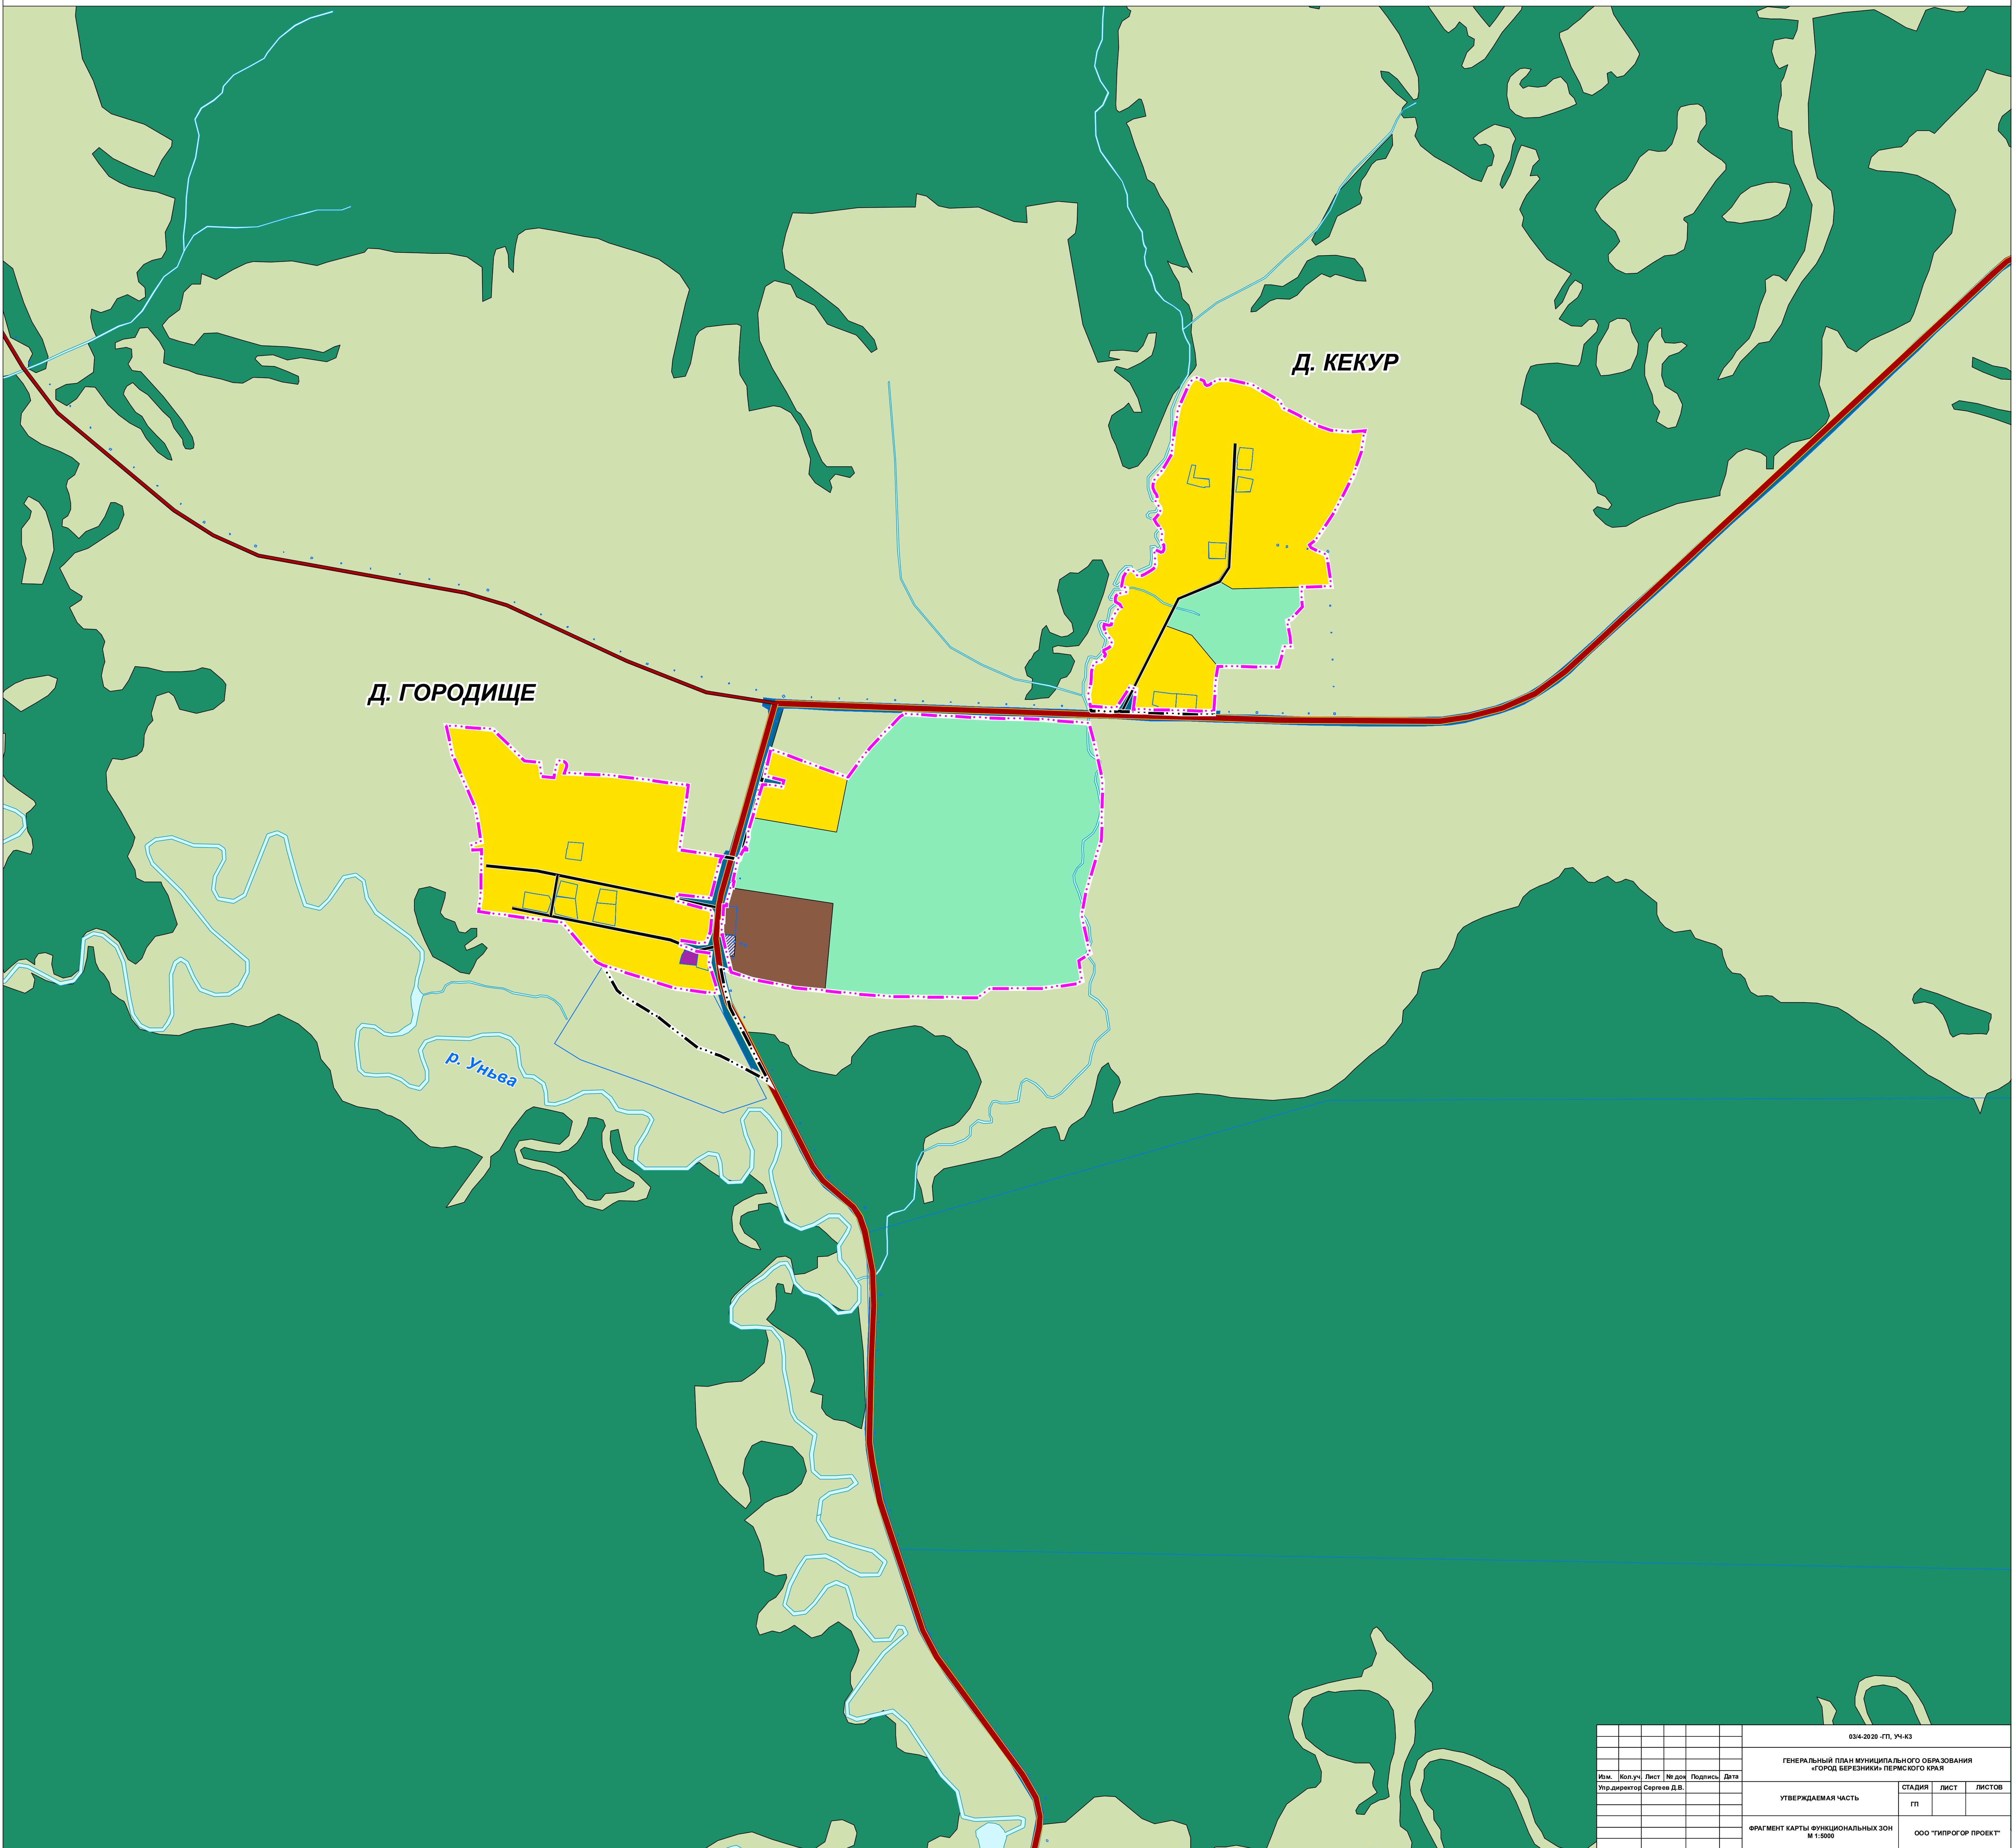 Д. КЕКУР
Д. ГОРОДИЩЕ
р. Уньва
03/4-2020 -ГП, УЧ-КЗ
ГЕНЕРАЛЬНЫЙ ПЛАН МУНИЦИПАЛЬНОГО ОБРАЗОВАНИЯ
«ГОРОД БЕРЕЗНИКИ» ПЕРМСКОГО КРАЯ
Изм. Кол.уч Лист № док Подпись Дата
Упр.директор Сергеев Д.В.
УТВЕРЖДАЕМАЯ ЧАСТЬ
СТАДИЯ ЛИСТ ЛИСТОВ
ГП
ФРАГМЕНТ КАРТЫ ФУНКЦИОНАЛЬНЫХ ЗОН
М 1:5000
ООО "ГИПРОГОР ПРОЕКТ"